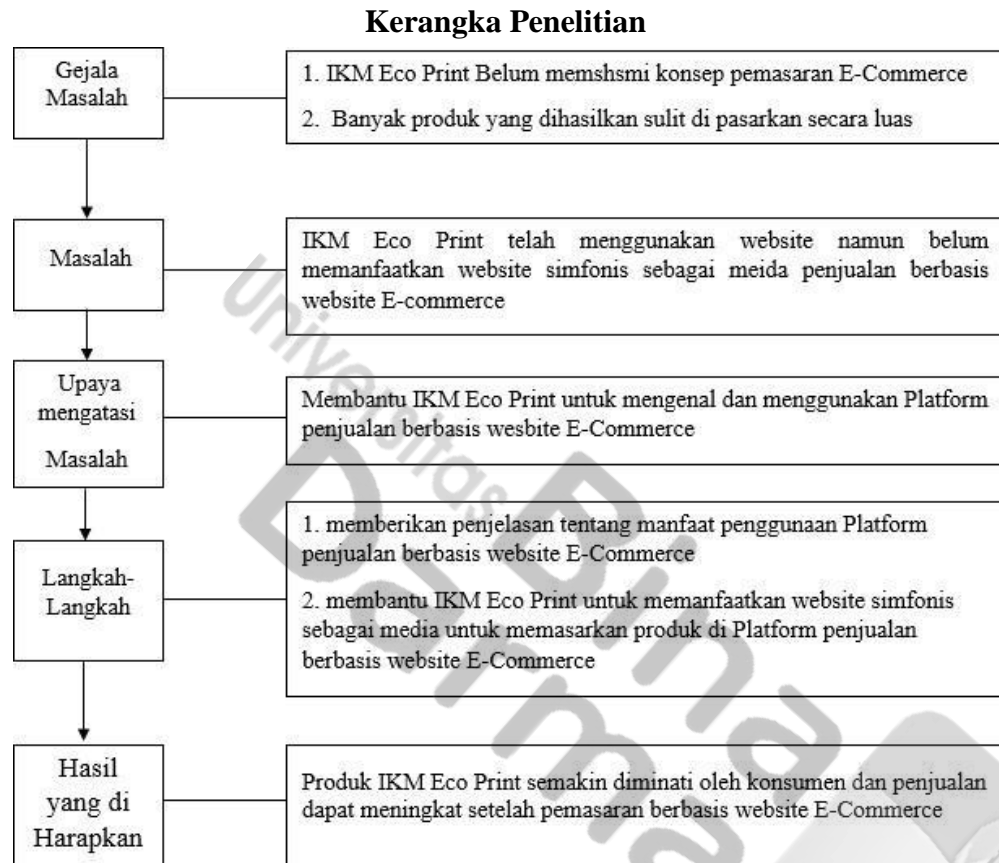 Kerangka Penelitian
Gejala
Masalah
1. IKM Eco Print Belum memshsmi konsep pemasaran E-Commerce
2. Banyak produk yang dihasilkan sulit di pasarkan secara luas
Masalah
IKM Eco Print telah menggunakan website namun belum
memanfaatkan website simfonis sebagai meida penjualan berbasis
website E-commerce
Upaya
mengatasi
Masalah
Membantu IKM Eco Print untuk mengenal dan menggunakan Platform
penjualan berbasis wesbite E-Commerce
Langkah-
Langkah
1. memberikan penjelasan tentang manfaat penggunaan Platform
penjualan berbasis website E-Commerce
2. membantu IKM Eco Print untuk memanfaatkan website simfonis
sebagai media untuk memasarkan produk di Platform penjualan
berbasis website E-Commerce
Hasil
yang di
Harapkan
Produk IKM Eco Print semakin diminati oleh konsumen dan penjualan
dapat meningkat setelah pemasaran berbasis website E-Commerce
Universitas
Bina
Darma